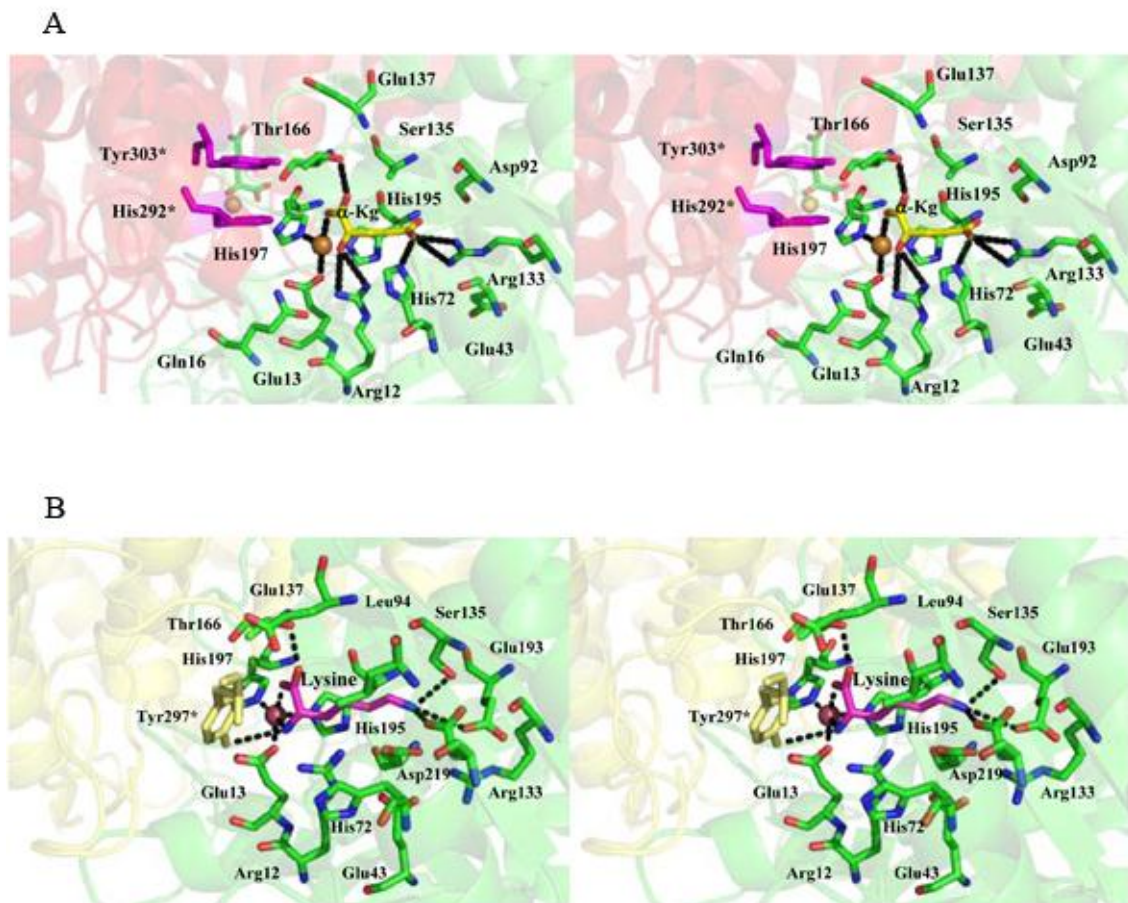 A
Glu137 Glu137
Thr166 Ser135 Thr166 Ser135
Tyr303* Asp92 Tyr303* Asp92
His195 His195
His292* α-Kg His292* α-Kg
His197 His197
Arg133 Arg133
His72 His72
Gln16 Glu43 Gln16 Glu43
Glu13 Glu13
Arg12 Arg12
B
Glu137 Leu94 Ser135 Glu137 Leu94 Ser135
Thr166 Glu193 Thr166 Glu193
His197 His197
Lysine Lysine
Tyr297* His195 Tyr297* His195
Asp219 Asp219
Glu13 Arg133 Glu13 Arg133
His72 His72
Arg12 Glu43 Arg12 Glu43